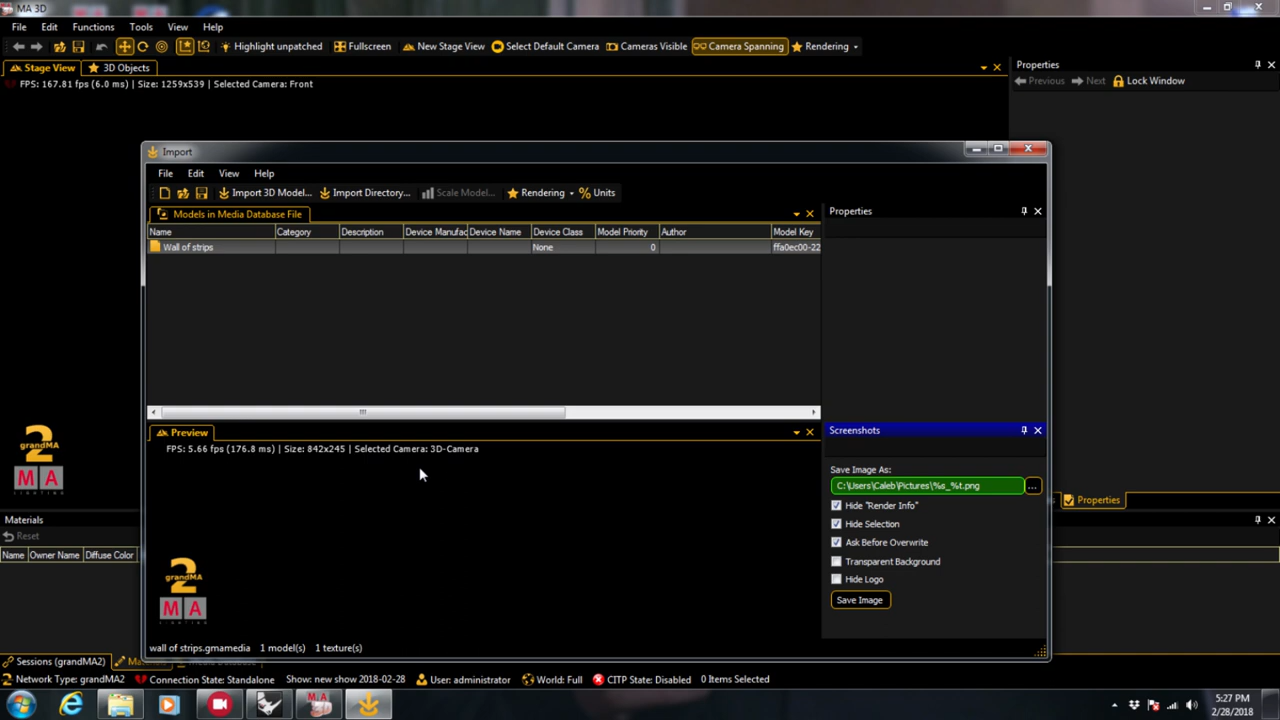 MA 3D
File Edit Functions Tools View Help
Highlight unpatched Fullscreen New Stage View Select Default Camera Cameras Visible Camera Spanning Rendering
Stage View 3D Objects
FPS: 167.81 fps (6.0 ms) | Size: 1259x539 | Selected Camera: Front
Properties
Previous Next Lock Window
Import
File Edit View Help
Import 3D Model... Import Directory... Scale Model... Rendering Units
Models in Media Database File
Properties
Name Category Description Device Manufac Device Name Device Class Model Priority Author Model Key
Wall of strips None 0 ffa0ec00-22
Preview
FPS: 5.66 fps (176.8 ms) | Size: 842x245 | Selected Camera: 3D-Camera
Screenshots
Save Image As:
C:\Users\Caleb\Pictures\%s_%t.png ...
Hide "Render Info"
Hide Selection
Ask Before Overwrite
Transparent Background
Hide Logo
Save Image
2
grandMA
MA
LIGHTING
2
grandMA
MA
LIGHTING
Properties
Materials
Reset
Name Owner Name Diffuse Color
wall of strips.gmamedia 1 model(s) 1 texture(s)
Sessions (grandMA2)
Network Type: grandMA2 Connection State: Standalone Show: new show 2018-02-28 User: administrator World: Full CITP State: Disabled 0 Items Selected
5:27 PM
2/28/2018